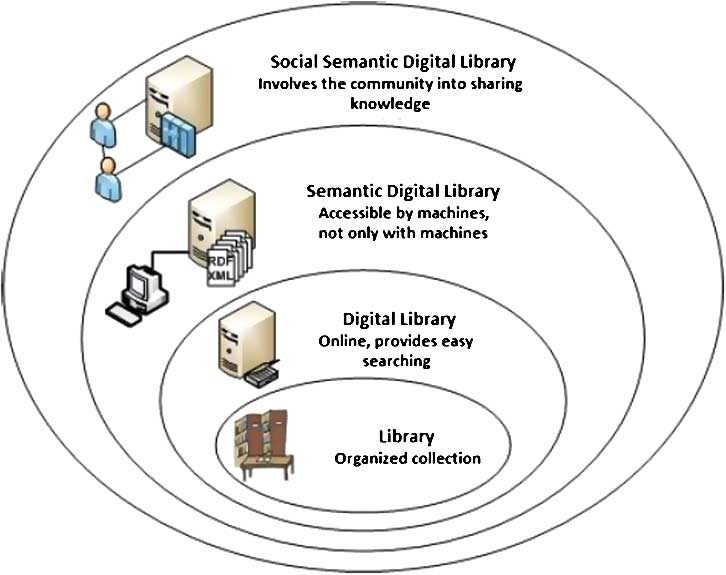 Social Semantic Digital Library
Involves the community into sharing
knowledge
Semantic Digital Library
Accessible by machines,
not only with machines
RDF
XML
Digital Library
Online, provides easy
searching
Library
Organized collection